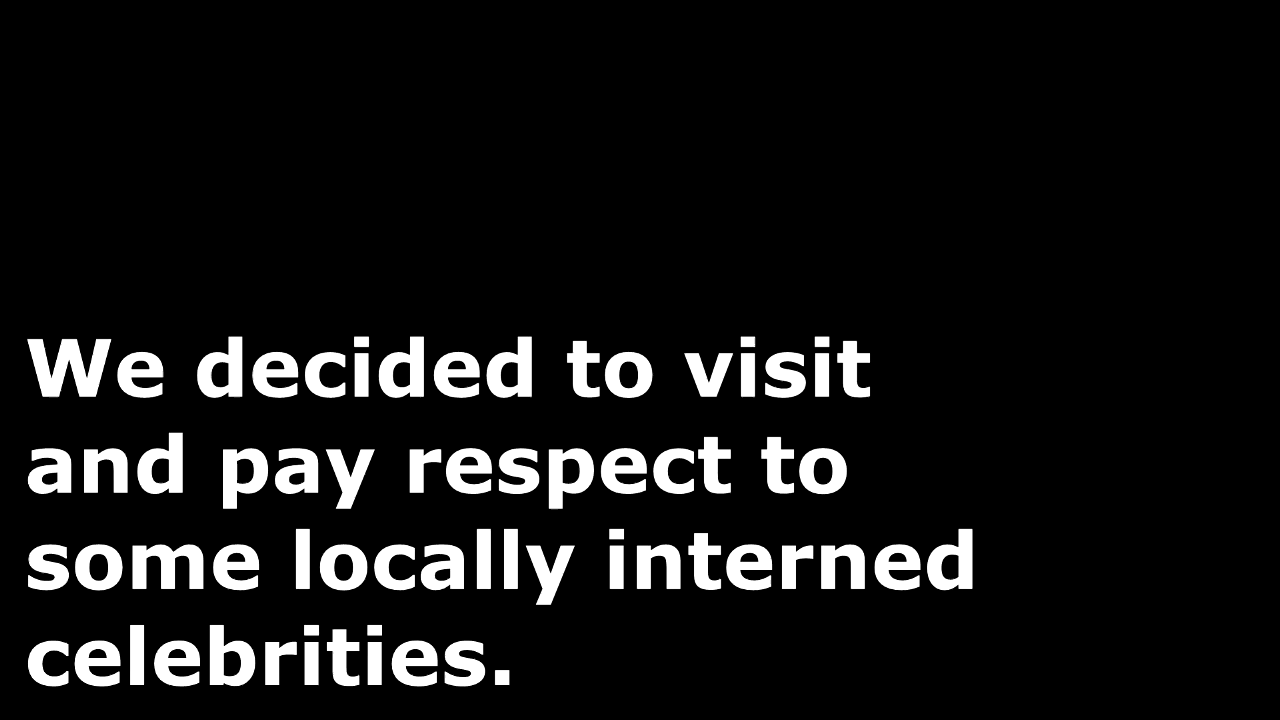 We decided to visit
and pay respect to
some locally interned
celebrities.